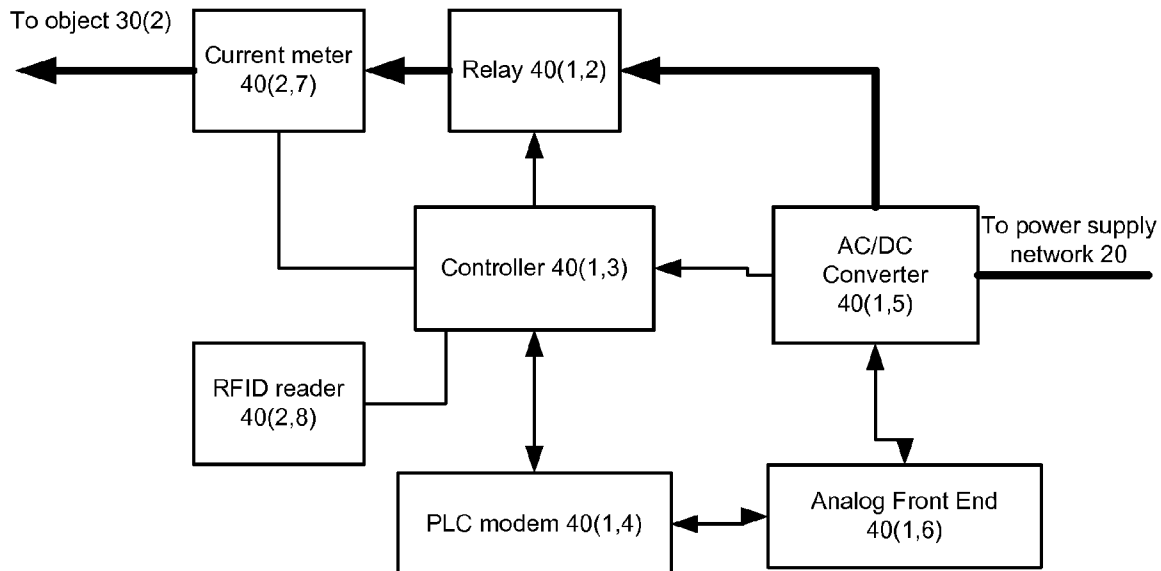 To object 30(2)
Current meter
40(2,7)
Relay 40(1,2)
Controller 40(1,3)
AC/DC
Converter
40(1,5)
To power supply
network 20
RFID reader
40(2,8)
PLC modem 40(1,4)
Analog Front End
40(1,6)